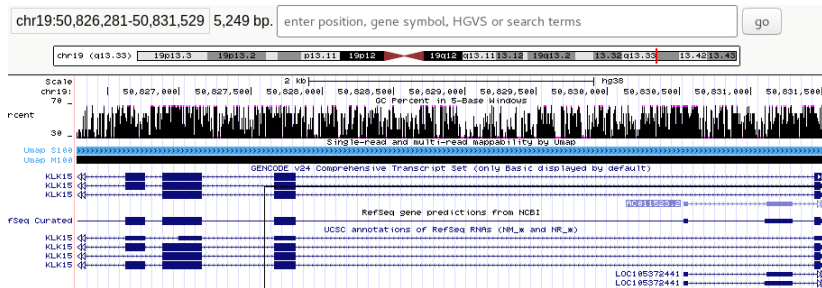 chr19:50,826,281-50,831,529 5,249 bp. enter position, gene symbol, HGVS or search terms go
chr19 (q13.33) 19p13.3 19p13.2 p13.11 19p12 19q12 q13.11 13.12 19q13.2 13.32 q13.33 13.42 13.43
Scale 2 kb hg38
chr19: 50,827,000 50,827,500 50,828,000 50,828,500 50,829,000 50,829,500 50,830,000 50,830,500 50,831,000 50,831,500
GC Percent in 5-Base Windows
70 _
rcent
30 _
Single-read and multi-read mappability by Umap
Umap S100
Umap M100
GENCODE v24 Comprehensive Transcript Set (only Basic displayed by default)
KLK15
KLK15
KLK15
AC011523.2
RefSeq gene predictions from NCBI
fSeq Curated
UCSC annotations of RefSeq RNAs (NM_* and NR_*)
KLK15
KLK15
KLK15
KLK15
LOC105372441
LOC105372441